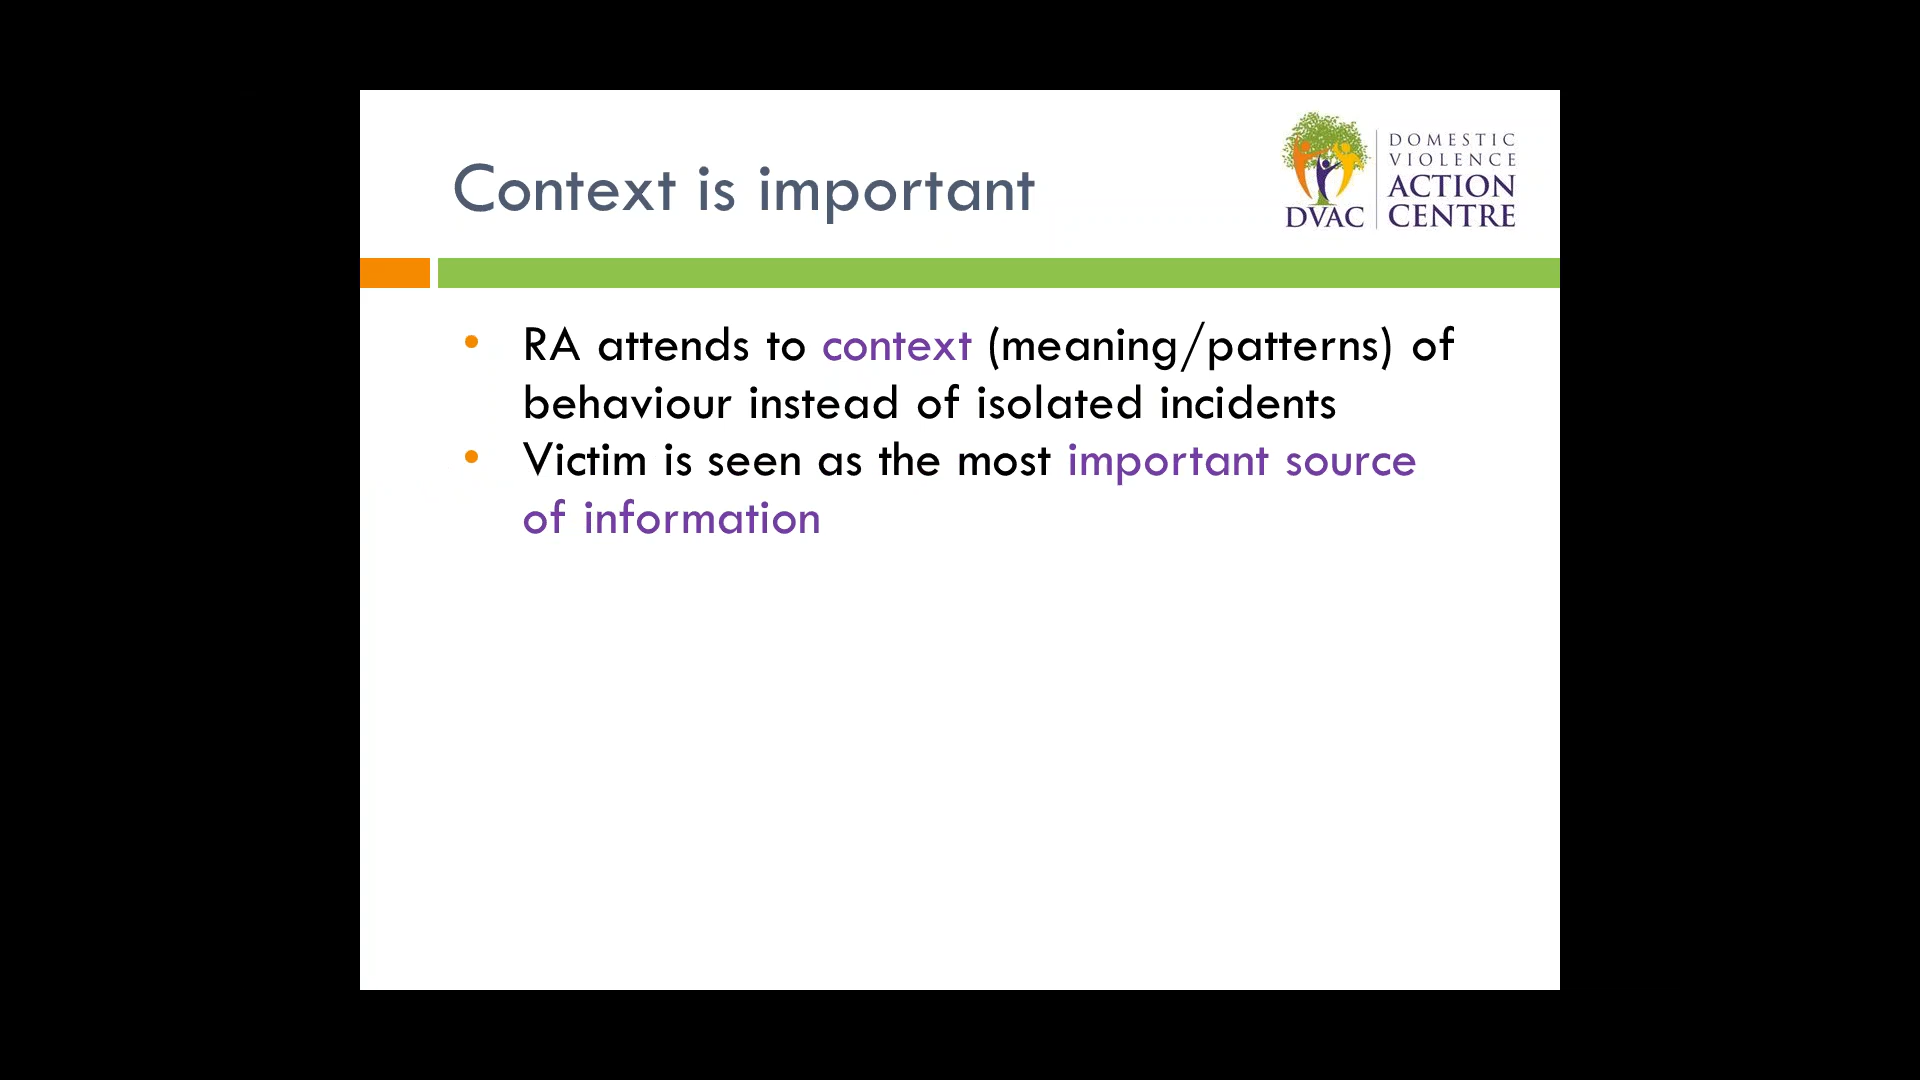 Context is important
DOMESTIC
VIOLENCE
ACTION
CENTRE
DVAC
• RA attends to context (meaning/patterns) of
behaviour instead of isolated incidents
• Victim is seen as the most important source
of information